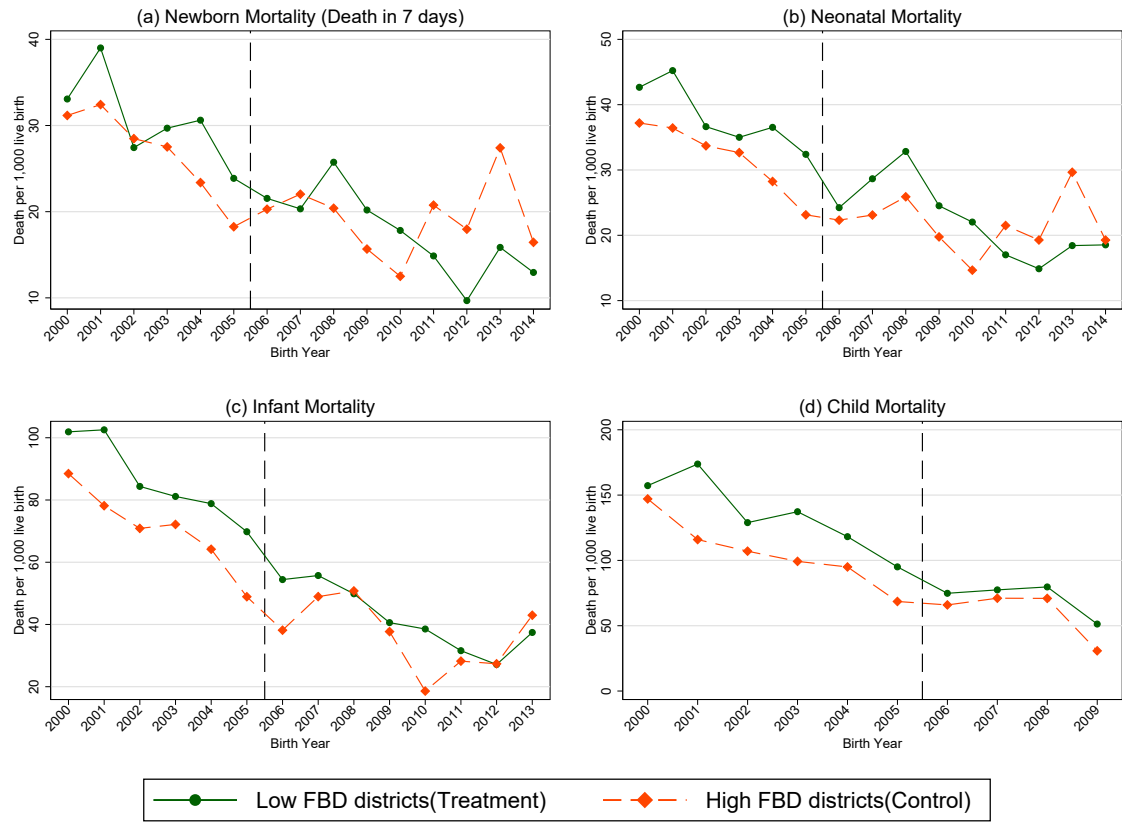 (a) Newborn Mortality (Death in 7 days)
Death per 1,000 live birth
40
30
20
10
2000 2001 2002 2003 2004 2005 2006 2007 2008 2009 2010 2011 2012 2013 2014
Birth Year
(b) Neonatal Mortality
Death per 1,000 live birth
50
40
30
20
10
2000 2001 2002 2003 2004 2005 2006 2007 2008 2009 2010 2011 2012 2013 2014
Birth Year
(c) Infant Mortality
Death per 1,000 live birth
100
80
60
40
20
2000 2001 2002 2003 2004 2005 2006 2007 2008 2009 2010 2011 2012 2013
Birth Year
(d) Child Mortality
Death per 1,000 live birth
200
150
100
50
0
2000 2001 2002 2003 2004 2005 2006 2007 2008 2009
Birth Year
Low FBD districts(Treatment) High FBD districts(Control)